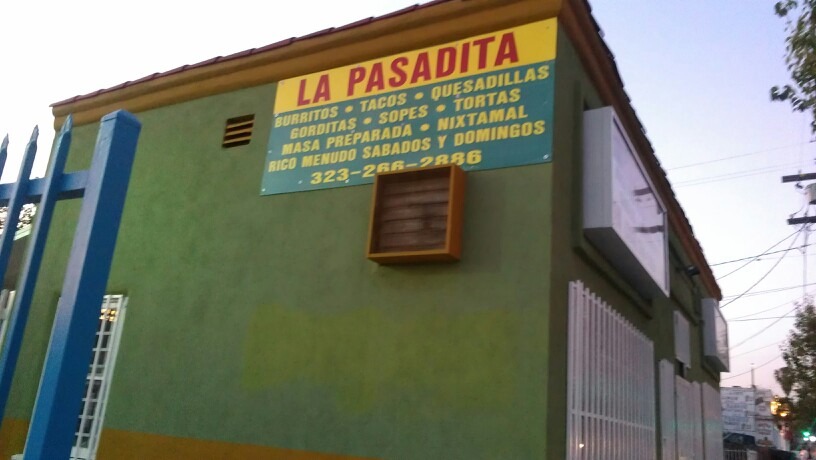 LA PASADITA
BURRITOS • TACOS • QUESADILLAS
GORDITAS • SOPES • TORTAS
MASA PREPARADA • NIXTAMAL
RICO MENUDO SABADOS Y DOMINGOS
323-266-2886